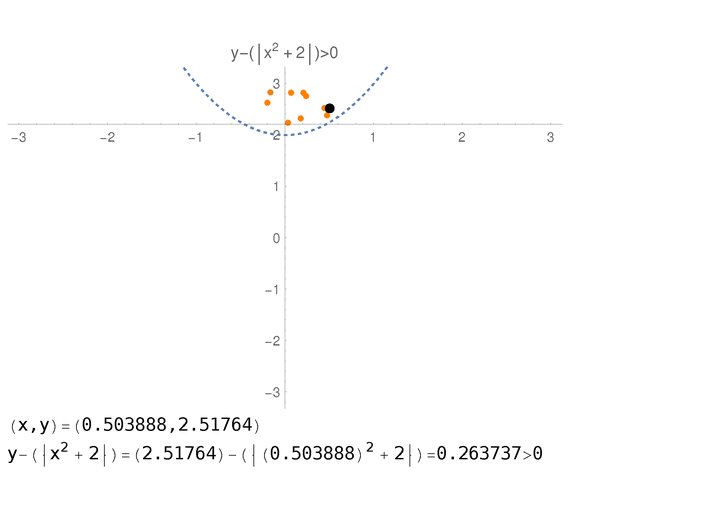 y−(|x² + 2|)>0
3
−3 −2 −1 1 2 3
2
1
0
−1
−2
−3
(x,y)=(0.503888,2.51764)
y−(|x² + 2|)=(2.51764)−(|(0.503888)² + 2|)=0.263737>0